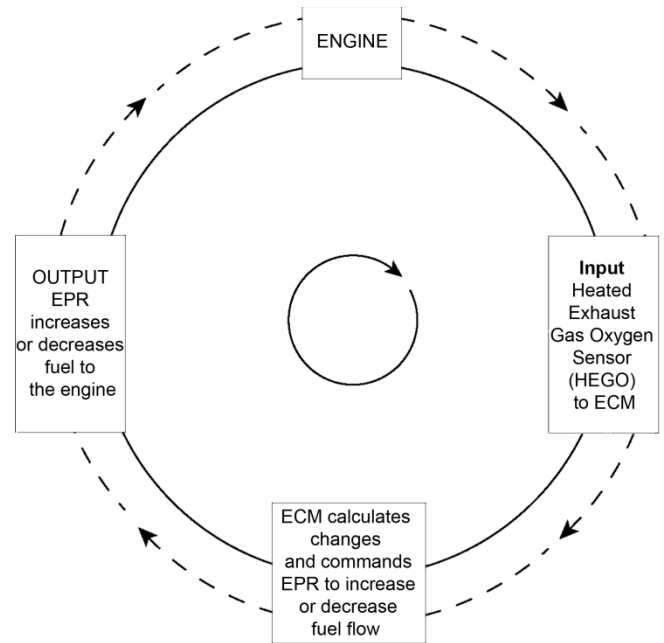 ENGINE
OUTPUT
EPR
increases
or decreases
fuel to
the engine
Input
Heated
Exhaust
Gas Oxygen
Sensor
(HEGO)
to ECM
ECM calculates
changes
and commands
EPR to increase
or decrease
fuel flow